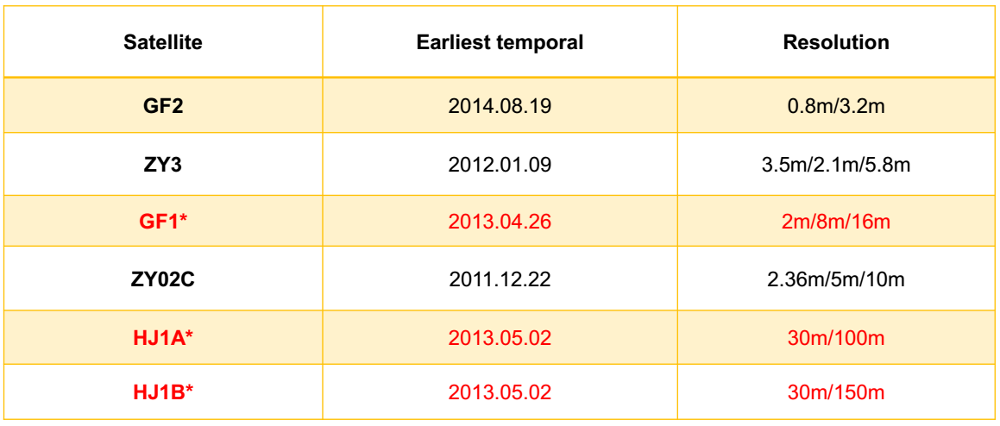 Satellite Earliest temporal Resolution
GF2 2014.08.19 0.8m/3.2m
ZY3 2012.01.09 3.5m/2.1m/5.8m
GF1* 2013.04.26 2m/8m/16m
ZY02C 2011.12.22 2.36m/5m/10m
HJ1A* 2013.05.02 30m/100m
HJ1B* 2013.05.02 30m/150m